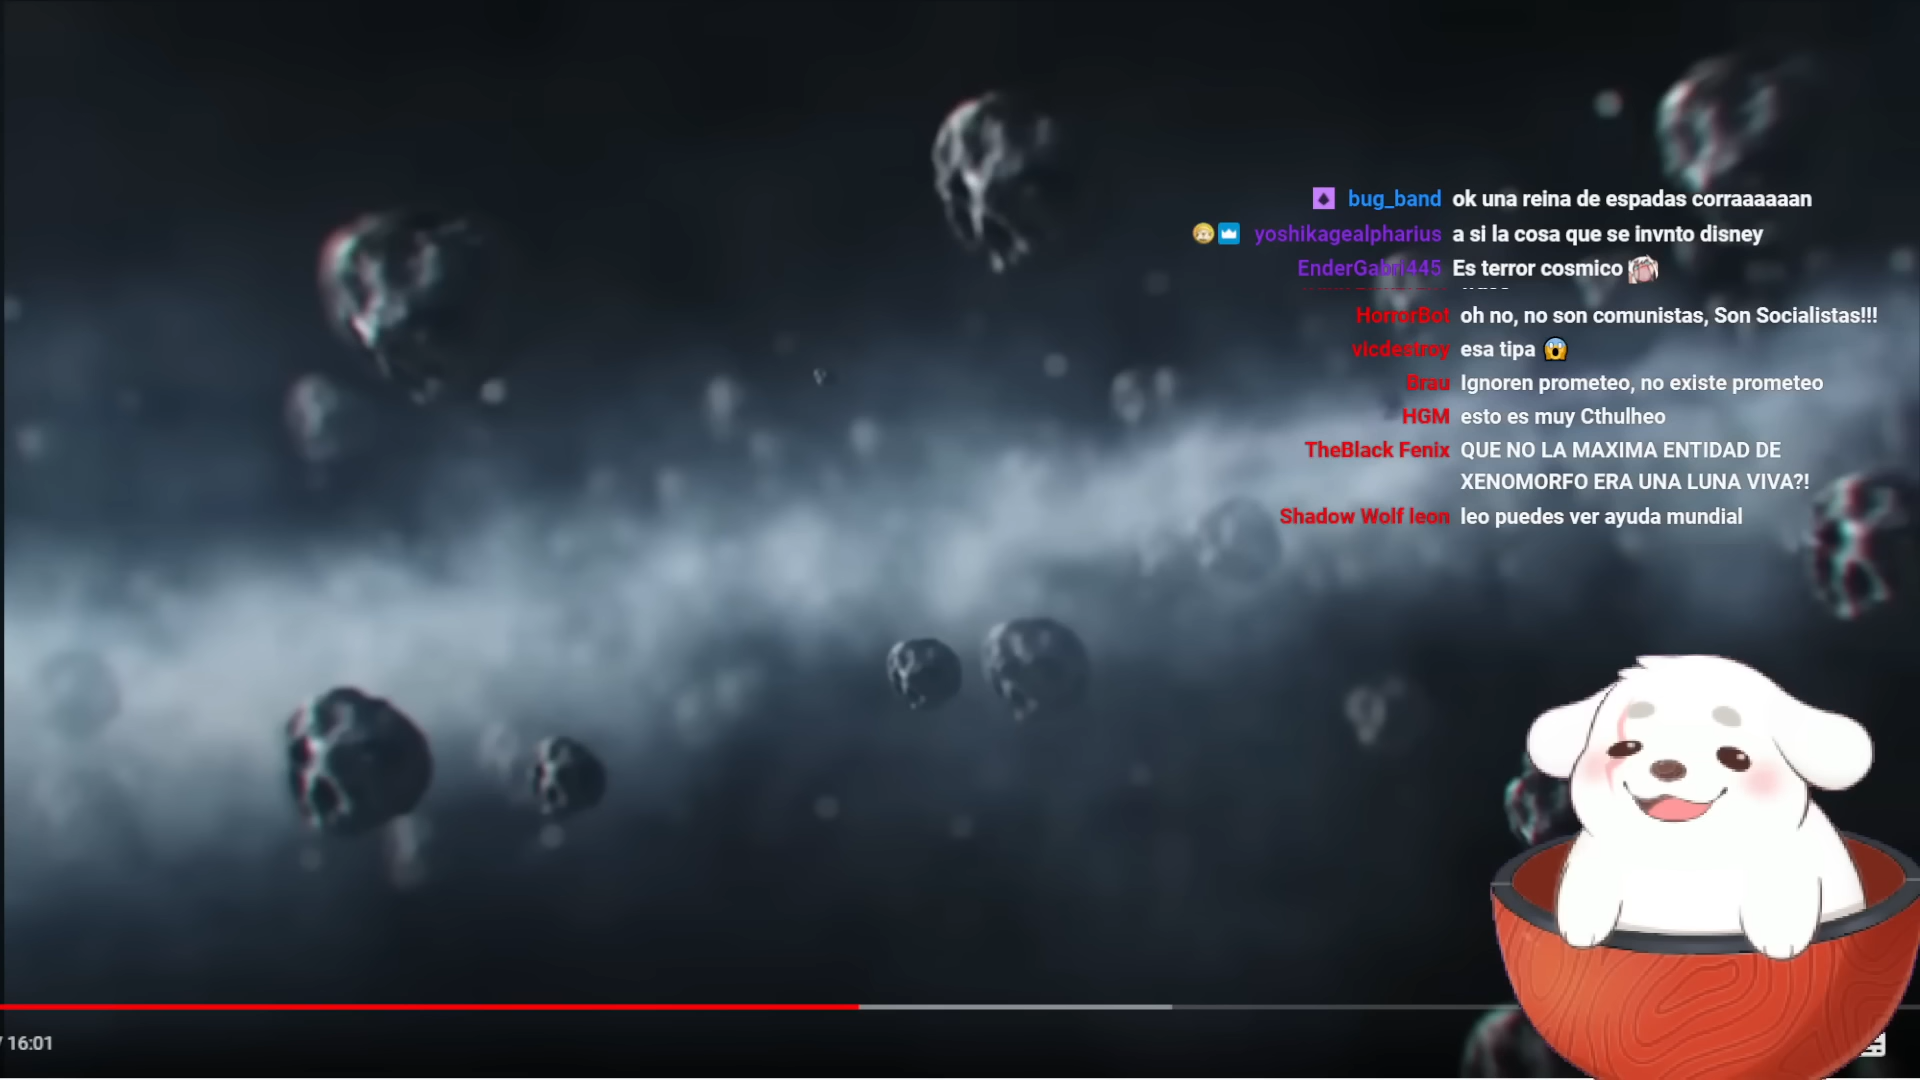 bug_band ok una reina de espadas corraaaaaan
yoshikagealpharius a si la cosa que se invnto disney
EnderGabri445 Es terror cosmico
HorrorBot oh no, no son comunistas, Son Socialistas!!!
vicdestroy esa tipa
Brau Ignoren prometeo, no existe prometeo
HGM esto es muy Cthulheo
TheBlack Fenix QUE NO LA MAXIMA ENTIDAD DE
XENOMORFO ERA UNA LUNA VIVA?!
Shadow Wolf leon leo puedes ver ayuda mundial
/ 16:01